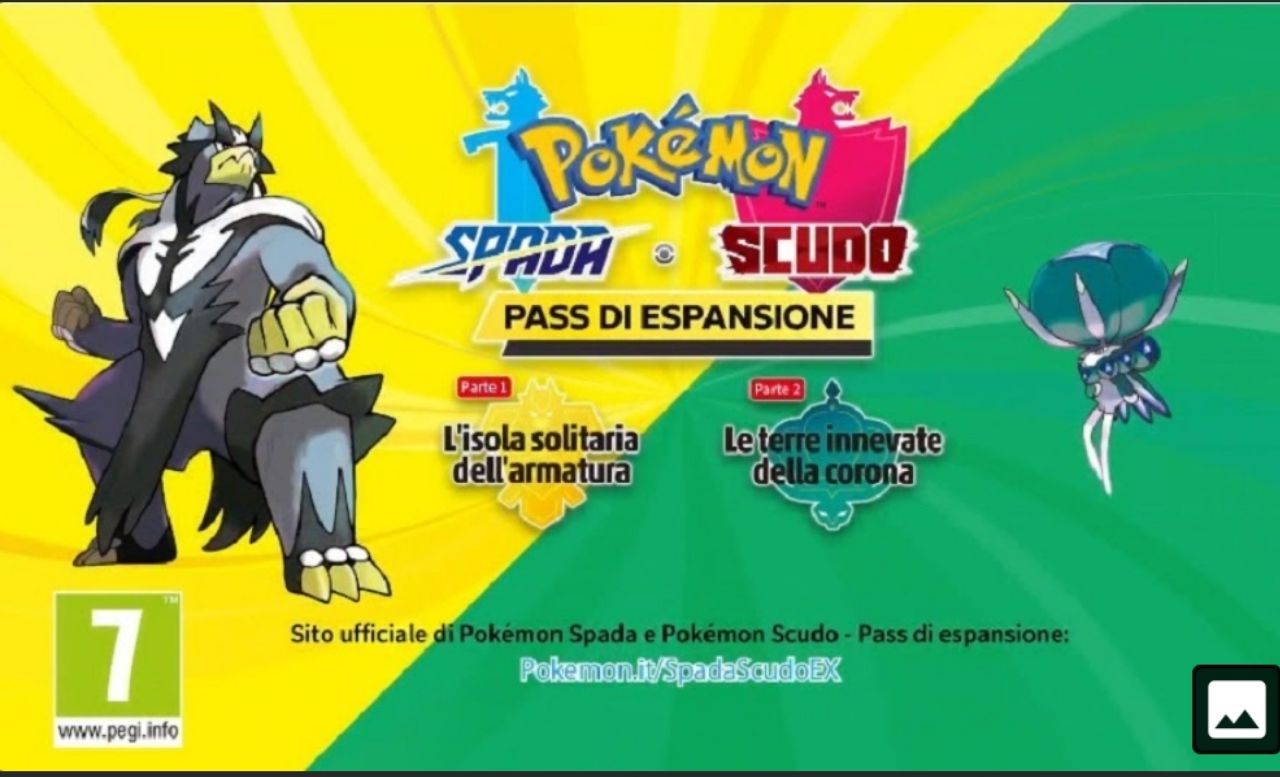 Pokémon
SPADA
SCUDO
PASS DI ESPANSIONE
Parte 1
L'isola solitaria
dell'armatura
Parte 2
Le terre innevate
della corona
7
www.pegi.info
Sito ufficiale di Pokémon Spada e Pokémon Scudo - Pass di espansione:
Pokemon.it/SpadaScudoEX